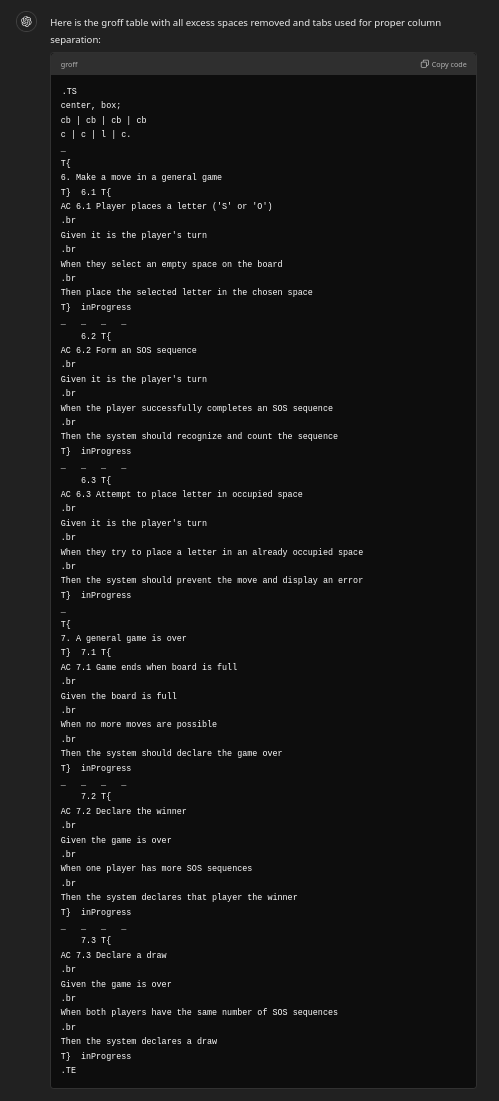 Here is the groff table with all excess spaces removed and tabs used for proper column
separation:
groff
Copy code
.TS
center, box;
cb | cb | cb | cb
c | c | l | c.
_
T{
6. Make a move in a general game
T}	6.1	T{
AC 6.1 Player places a letter ('S' or 'O')
.br
Given it is the player's turn
.br
When they select an empty space on the board
.br
Then place the selected letter in the chosen space
T}	inProgress
_	_	_	_
	6.2	T{
AC 6.2 Form an SOS sequence
.br
Given it is the player's turn
.br
When the player successfully completes an SOS sequence
.br
Then the system should recognize and count the sequence
T}	inProgress
_	_	_	_
	6.3	T{
AC 6.3 Attempt to place letter in occupied space
.br
Given it is the player's turn
.br
When they try to place a letter in an already occupied space
.br
Then the system should prevent the move and display an error
T}	inProgress
_
T{
7. A general game is over
T}	7.1	T{
AC 7.1 Game ends when board is full
.br
Given the board is full
.br
When no more moves are possible
.br
Then the system should declare the game over
T}	inProgress
_	_	_	_
	7.2	T{
AC 7.2 Declare the winner
.br
Given the game is over
.br
When one player has more SOS sequences
.br
Then the system declares that player the winner
T}	inProgress
_	_	_	_
	7.3	T{
AC 7.3 Declare a draw
.br
Given the game is over
.br
When both players have the same number of SOS sequences
.br
Then the system declares a draw
T}	inProgress
.TE